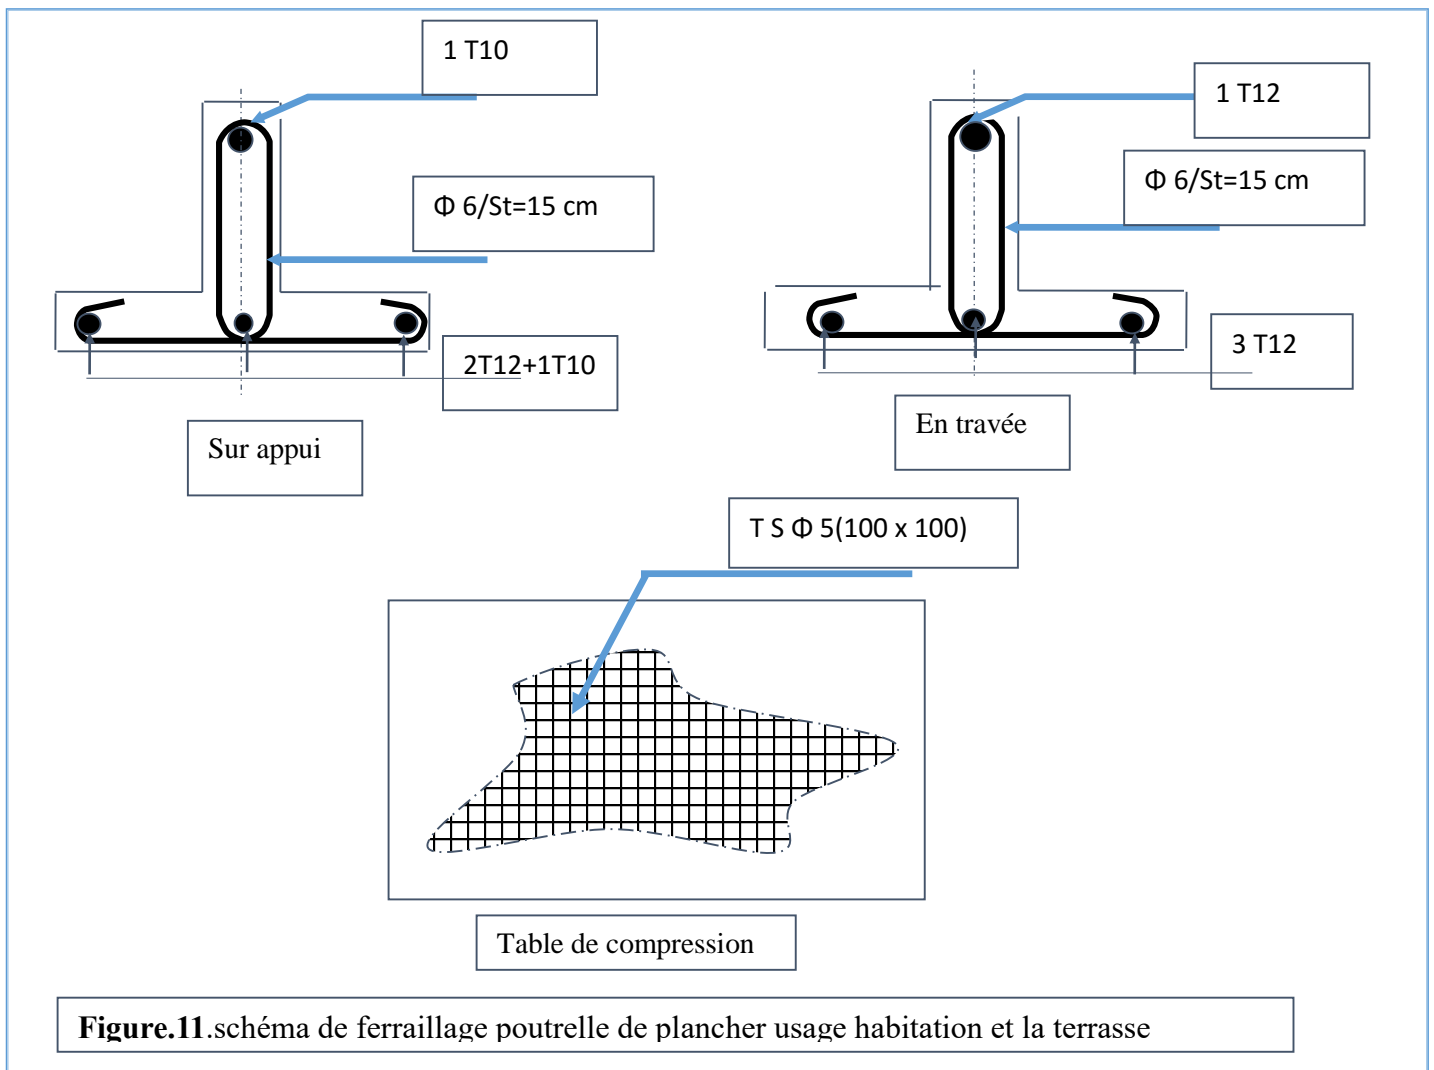 1 T10
1 T12
Φ 6/St=15 cm
Φ 6/St=15 cm
2T12+1T10
3 T12
Sur appui
En travée
T S Φ 5(100 x 100)
Table de compression
Figure.11.schéma de ferraillage poutrelle de plancher usage habitation et la terrasse